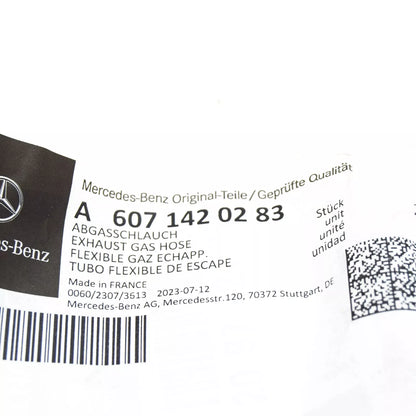 Mercedes-Benz Original-Teile/Geprüfte Qualität
A 607 142 02 83
ABGASSCHLAUCH
EXHAUST GAS HOSE
FLEXIBLE GAZ ECHAPP.
TUBO FLEXIBLE DE ESCAPE
Made in FRANCE
0060/2307/3613 2023-07-12
Mercedes-Benz AG, Mercedesstr.120, 70372 Stuttgart, DE
Stück
unit
unité
unidad
es-Benz